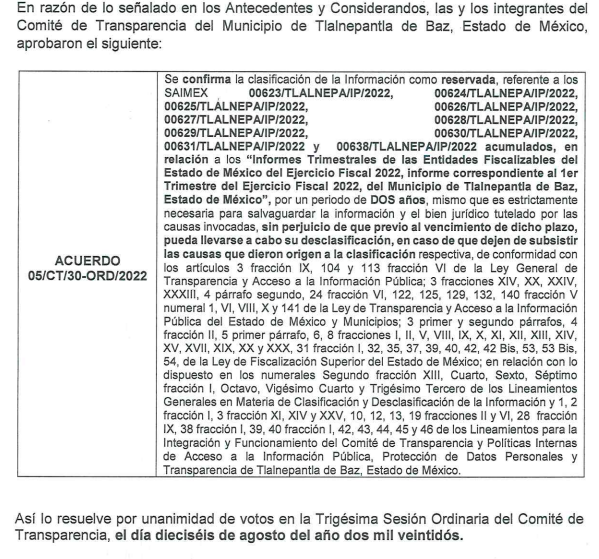 En razón de lo señalado en los Antecedentes y Considerandos, las y los integrantes del
Comité de Transparencia del Municipio de Tlalnepantla de Baz, Estado de México,
aprobaron el siguiente:
ACUERDO
05/CT/30-ORD/2022
Se confirma la clasificación de la Información como reservada, referente a los
SAIMEX 00623/TLALNEPA/IP/2022, 00624/TLALNEPA/IP/2022,
00625/TLALNEPA/IP/2022, 00626/TLALNEPA/IP/2022,
00627/TLALNEPA/IP/2022, 00628/TLALNEPA/IP/2022,
00629/TLALNEPA/IP/2022, 00630/TLALNEPA/IP/2022,
00631/TLALNEPA/IP/2022 y 00638/TLALNEPA/IP/2022 acumulados, en
relación a los "Informes Trimestrales de las Entidades Fiscalizables del
Estado de México del Ejercicio Fiscal 2022, informe correspondiente al 1er
Trimestre del Ejercicio Fiscal 2022, del Municipio de Tlalnepantla de Baz,
Estado de México", por un periodo de DOS años, mismo que es estrictamente
necesaria para salvaguardar la información y el bien jurídico tutelado por las
causas invocadas, sin perjuicio de que previo al vencimiento de dicho plazo,
pueda llevarse a cabo su desclasificación, en caso de que dejen de subsistir
las causas que dieron origen a la clasificación respectiva, de conformidad con
los artículos 3 fracción IX, 104 y 113 fracción VI de la Ley General de
Transparencia y Acceso a la Información Pública; 3 fracciones XIV, XX, XXIV,
XXXIII, 4 párrafo segundo, 24 fracción VI, 122, 125, 129, 132, 140 fracción V
numeral 1, VI, VIII, X y 141 de la Ley de Transparencia y Acceso a la Información
Pública del Estado de México y Municipios; 3 primer y segundo párrafos, 4
fracción II, 5 primer párrafo, 6, 8 fracciones I, II, V, VIII, IX, X, XI, XII, XIII, XIV,
XV, XVII, XIX, XX y XXX, 31 fracción I, 32, 35, 37, 39, 40, 42, 42 Bis, 53, 53 Bis,
54, de la Ley de Fiscalización Superior del Estado de México; en relación con lo
dispuesto en los numerales Segundo fracción XIII, Cuarto, Sexto, Séptimo
fracción I, Octavo, Vigésimo Cuarto y Trigésimo Tercero de los Lineamientos
Generales en Materia de Clasificación y Desclasificación de la Información y 1, 2
fracción I, 3 fracción XI, XIV y XXV, 10, 12, 13, 19 fracciones II y VI, 28 fracción
IX, 38 fracción I, 39, 40 fracción I, 42, 43, 44, 45 y 46 de los Lineamientos para la
Integración y Funcionamiento del Comité de Transparencia y Políticas Internas
de Acceso a la Información Pública, Protección de Datos Personales y
Transparencia de Tlalnepantla de Baz, Estado de México.
Así lo resuelve por unanimidad de votos en la Trigésima Sesión Ordinaria del Comité de
Transparencia, el día dieciséis de agosto del año dos mil veintidós.